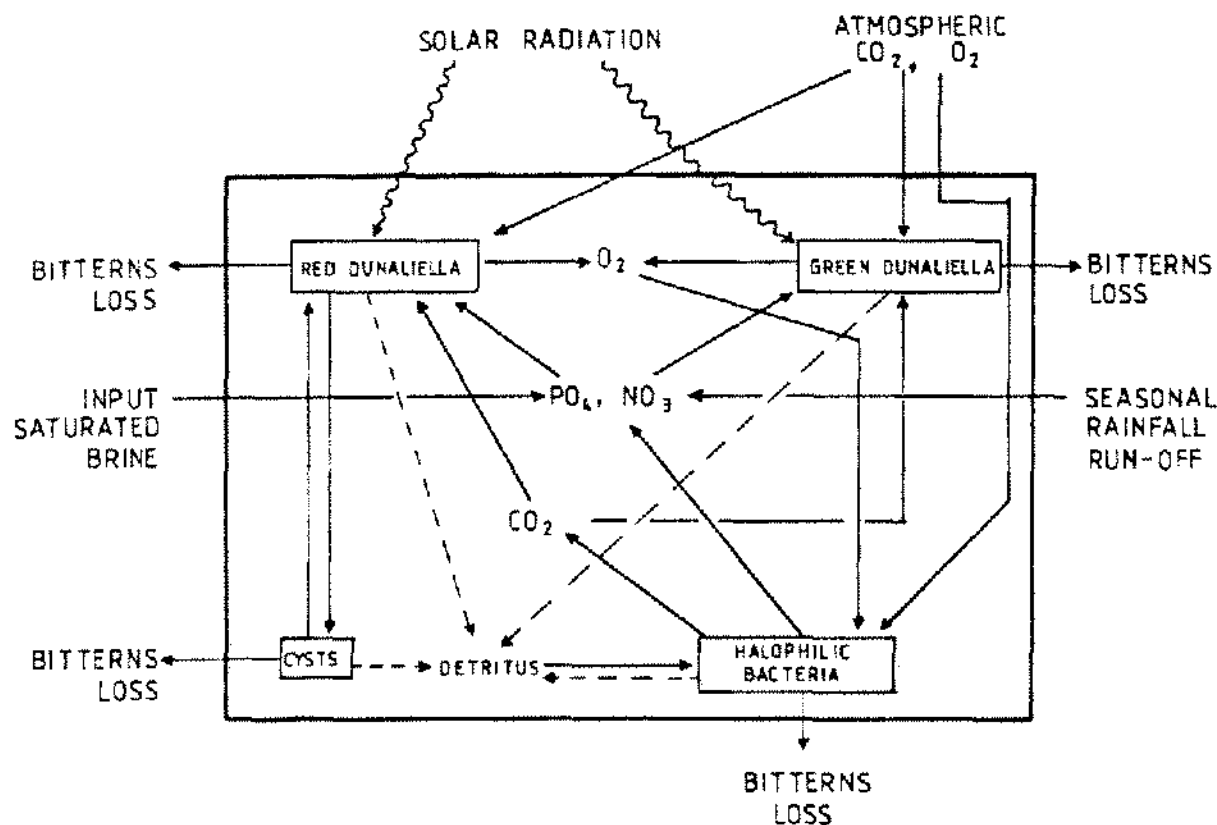 SOLAR RADIATION
ATMOSPHERIC
CO₂, O₂
BITTERNS
LOSS
RED DUNALIELLA
O₂
GREEN DUNALIELLA
BITTERNS
LOSS
INPUT
SATURATED
BRINE
PO₄, NO₃
SEASONAL
RAINFALL
RUN-OFF
CO₂
BITTERNS
LOSS
CYSTS
DETRITUS
HALOPHILIC
BACTERIA
BITTERNS
LOSS